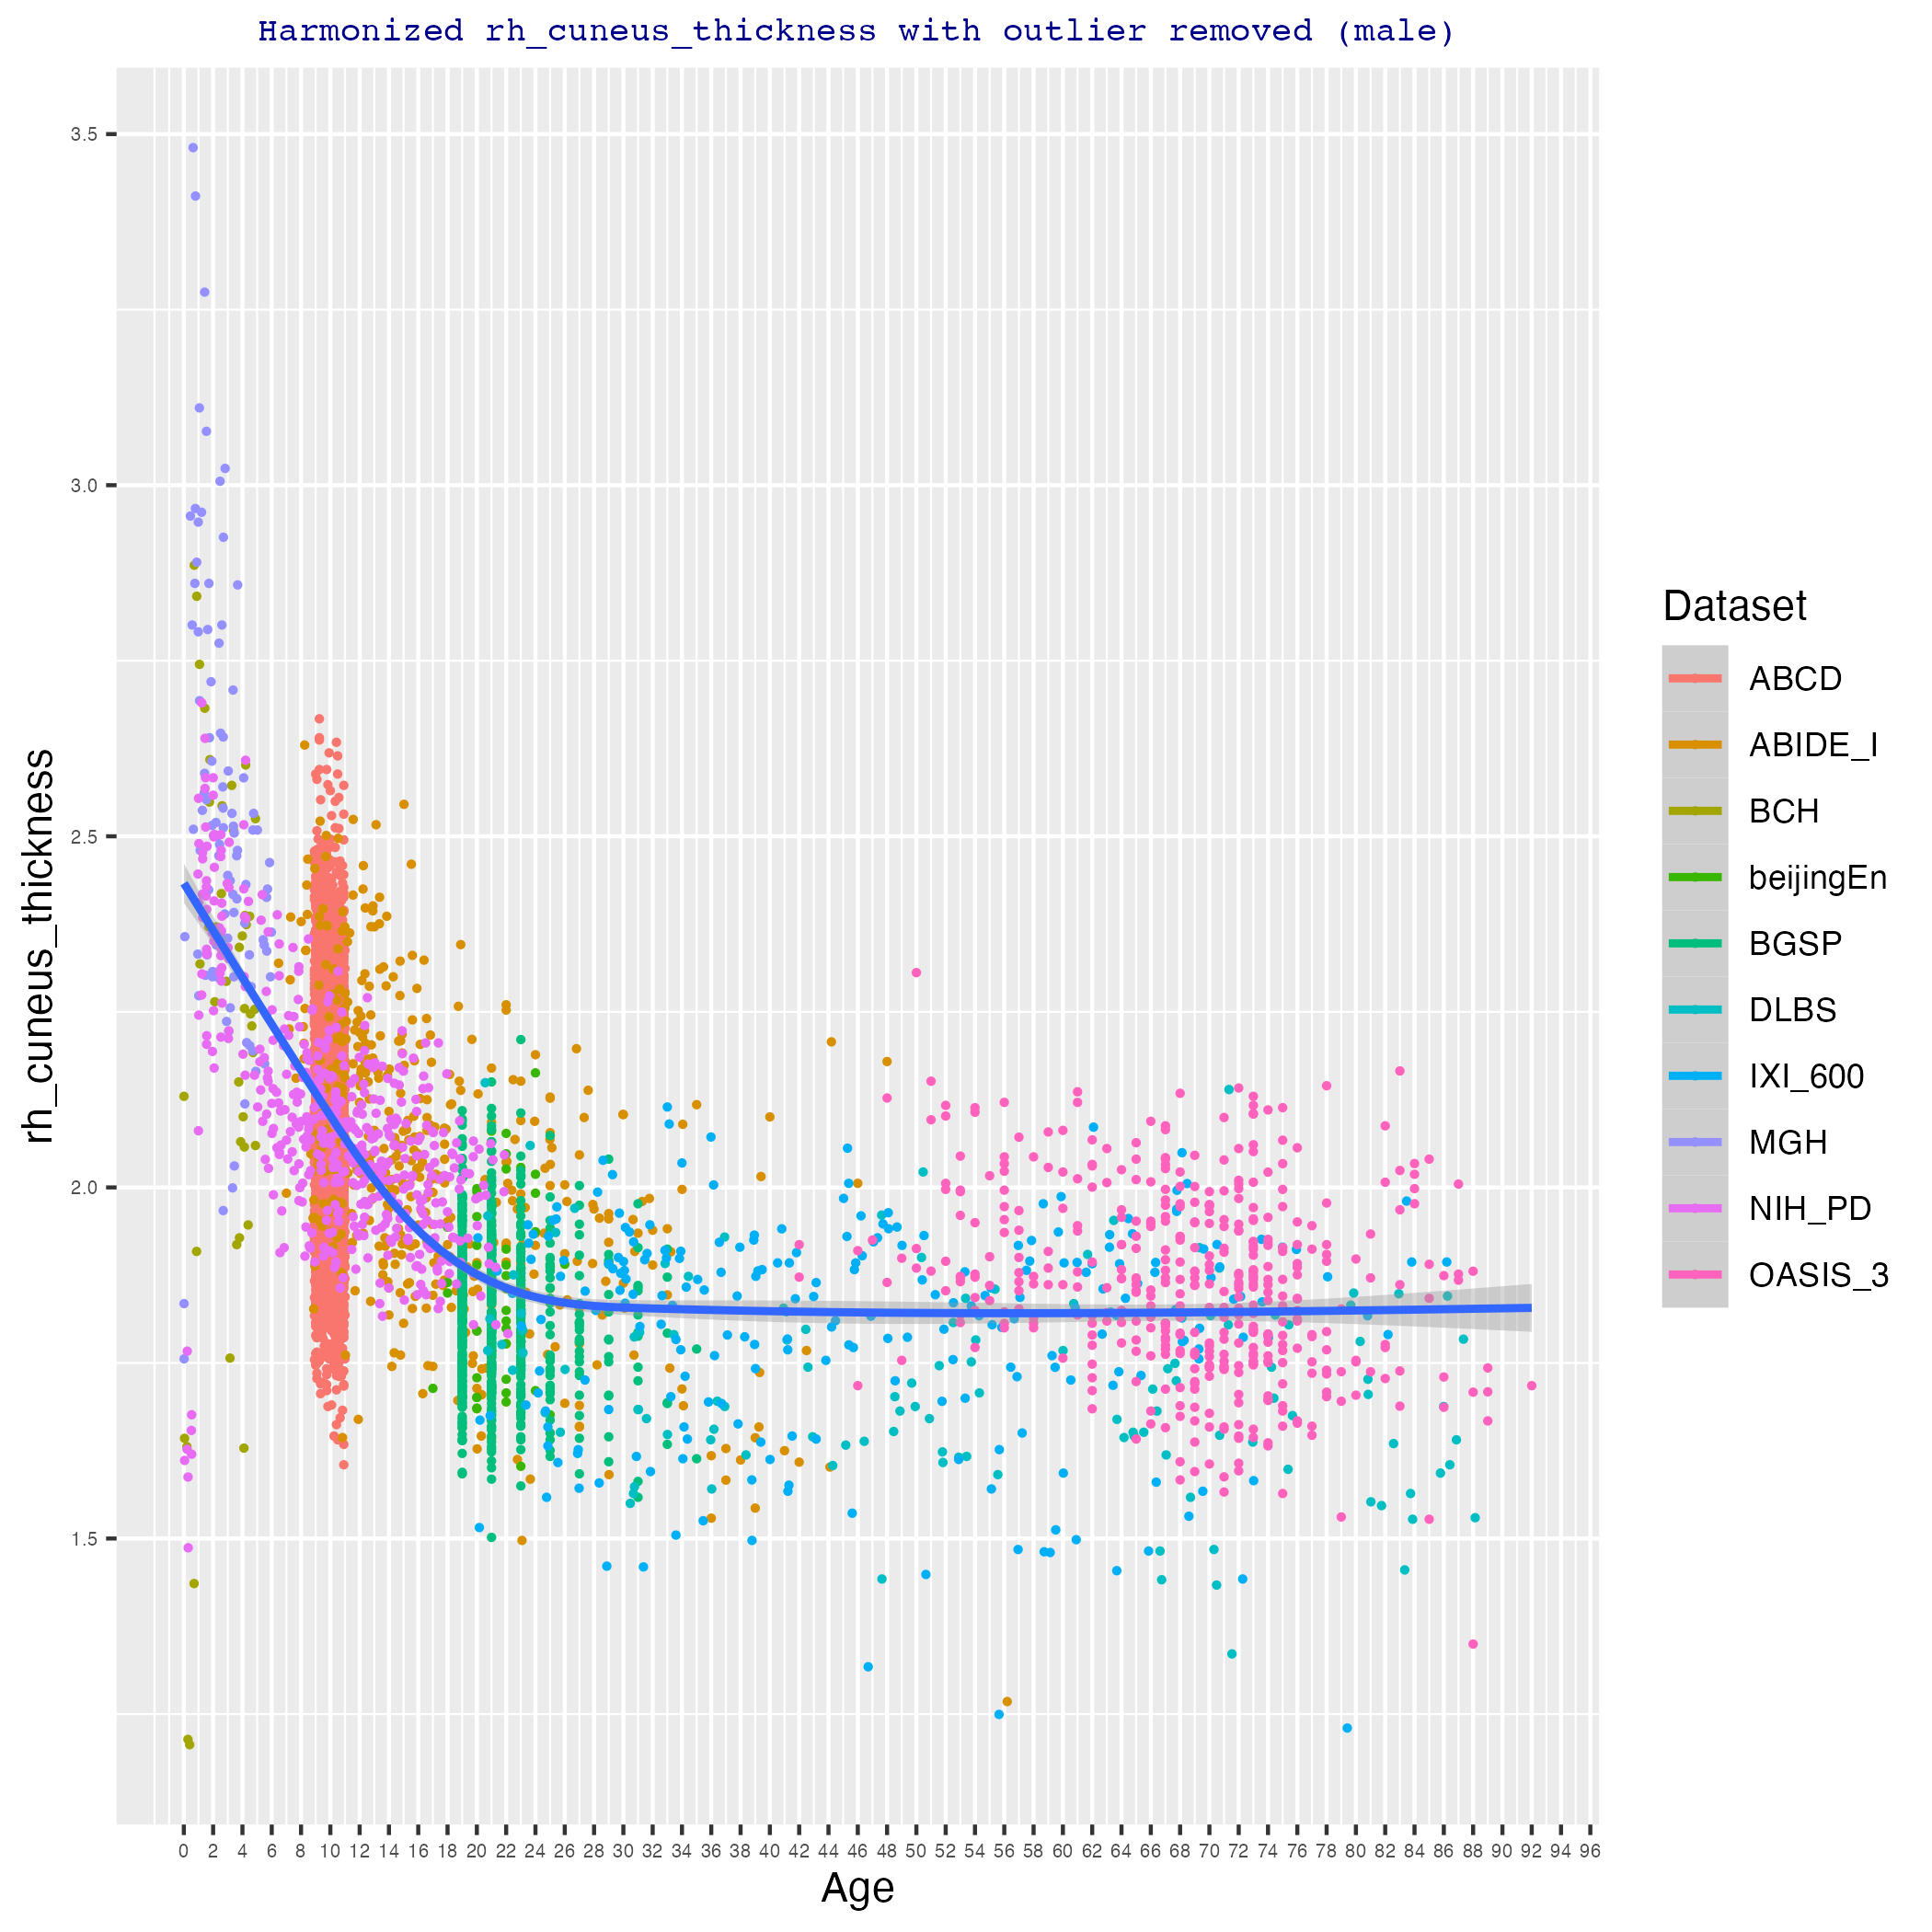 Harmonized rh_cuneus_thickness with outlier removed (male)
rh_cuneus_thickness
3.5
3.0
2.5
2.0
1.5
0 2 4 6 8 10 12 14 16 18 20 22 24 26 28 30 32 34 36 38 40 42 44 46 48 50 52 54 56 58 60 62 64 66 68 70 72 74 76 78 80 82 84 86 88 90 92 94 96
Age
Dataset
ABCD
ABIDE_I
BCH
beijingEn
BGSP
DLBS
IXI_600
MGH
NIH_PD
OASIS_3